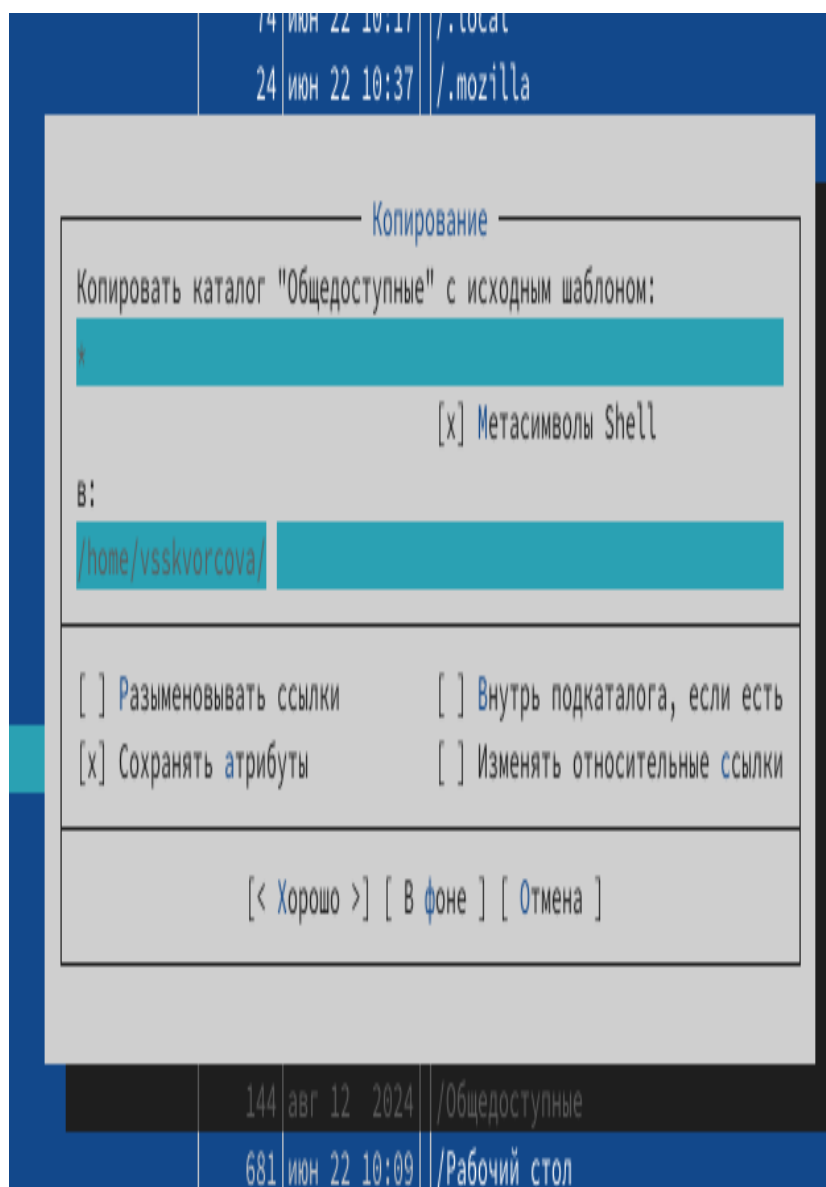 74 июн 22 10:17 /.local
24 июн 22 10:37 /.mozilla
Копирование
Копировать каталог "Общедоступные" с исходным шаблоном:
*
[x] Метасимволы Shell
в:
/home/vsskvorcova/
[ ] Разыменовывать ссылки [ ] Внутрь подкаталога, если есть
[x] Сохранять атрибуты [ ] Изменять относительные ссылки
[< Хорошо >] [ В фоне ] [ Отмена ]
144 авг 12 2024 /Общедоступные
681 июн 22 10:09 /Рабочий стол